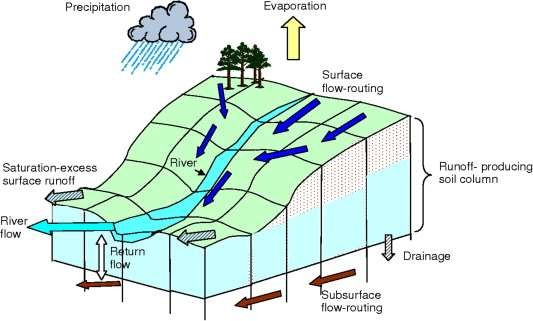 Precipitation
Evaporation
Surface
flow-routing
River
Saturation-excess
surface runoff
Runoff- producing
soil column
River
flow
Return
flow
Drainage
Subsurface
flow-routing